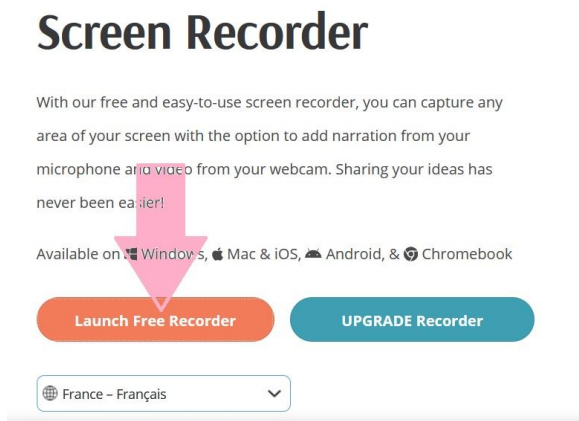 Screen Recorder
With our free and easy-to-use screen recorder, you can capture any
area of your screen with the option to add narration from your
microphone and video from your webcam. Sharing your ideas has
never been easier!
Available on Windows, Mac & iOS, Android, & Chromebook
Launch Free Recorder
UPGRADE Recorder
France – Français